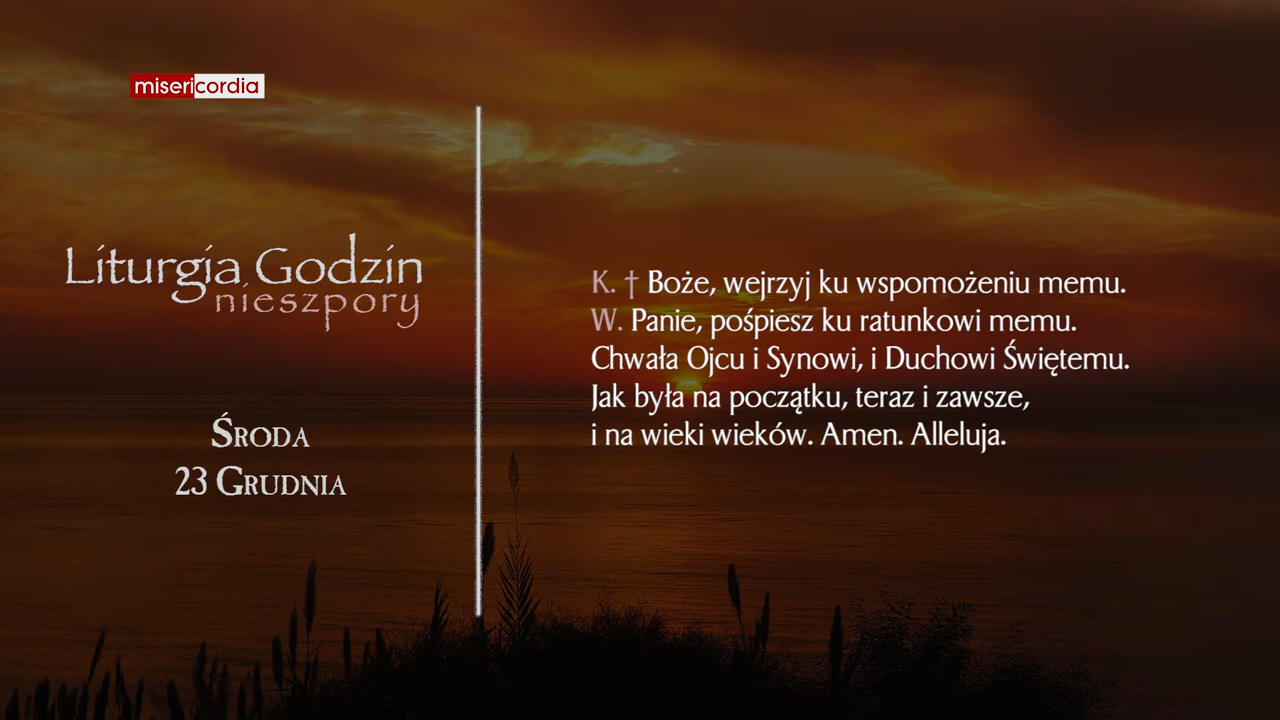 misericordia
Liturgia Godzin
nieszpory
Środa
23 Grudnia
K. † Boże, wejrzyj ku wspomożeniu memu.
W. Panie, pośpiesz ku ratunkowi memu.
Chwała Ojcu i Synowi, i Duchowi Świętemu.
Jak była na początku, teraz i zawsze,
i na wieki wieków. Amen. Alleluja.